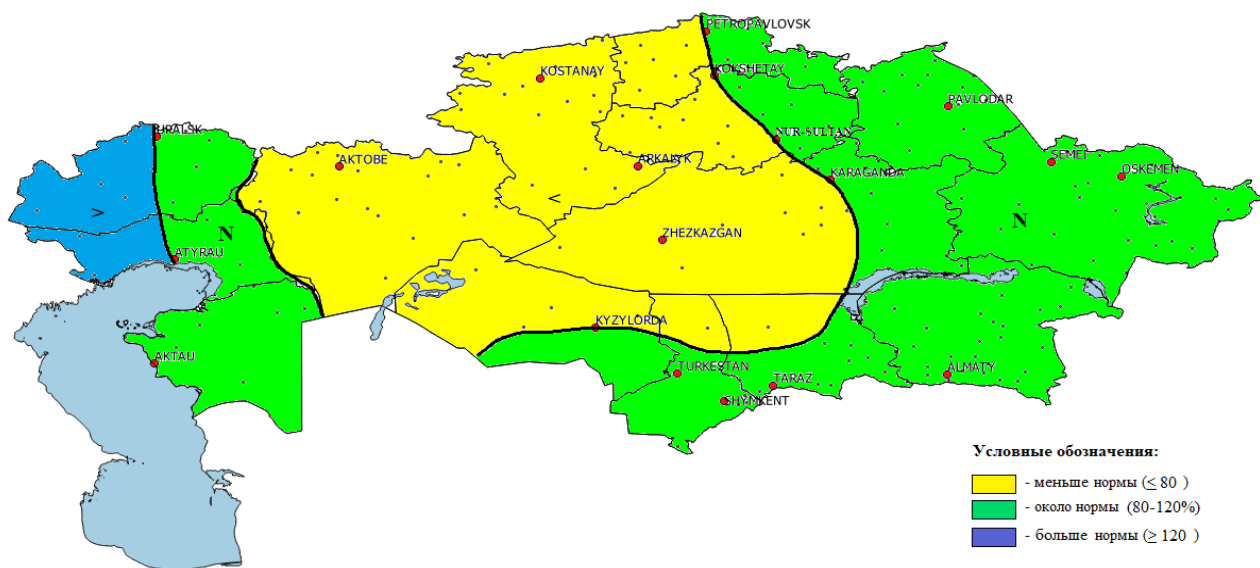 PETROPAVLOVSK
KOSTANAY
KOKSHETAY
PAVLODAR
URALSK
NUR-SULTAN
AKTOBE
ARKALYK
SEMEI
KARAGANDA
OSKEMEN
>
<
N
N
ZHEZKAZGAN
ATYRAU
KYZYLORDA
AKTAU
TURKESTAN
ALMATY
TARAZ
SHYMKENT
Условные обозначения:
- меньше нормы (≤ 80 )
- около нормы (80-120%)
- больше нормы (≥ 120 )